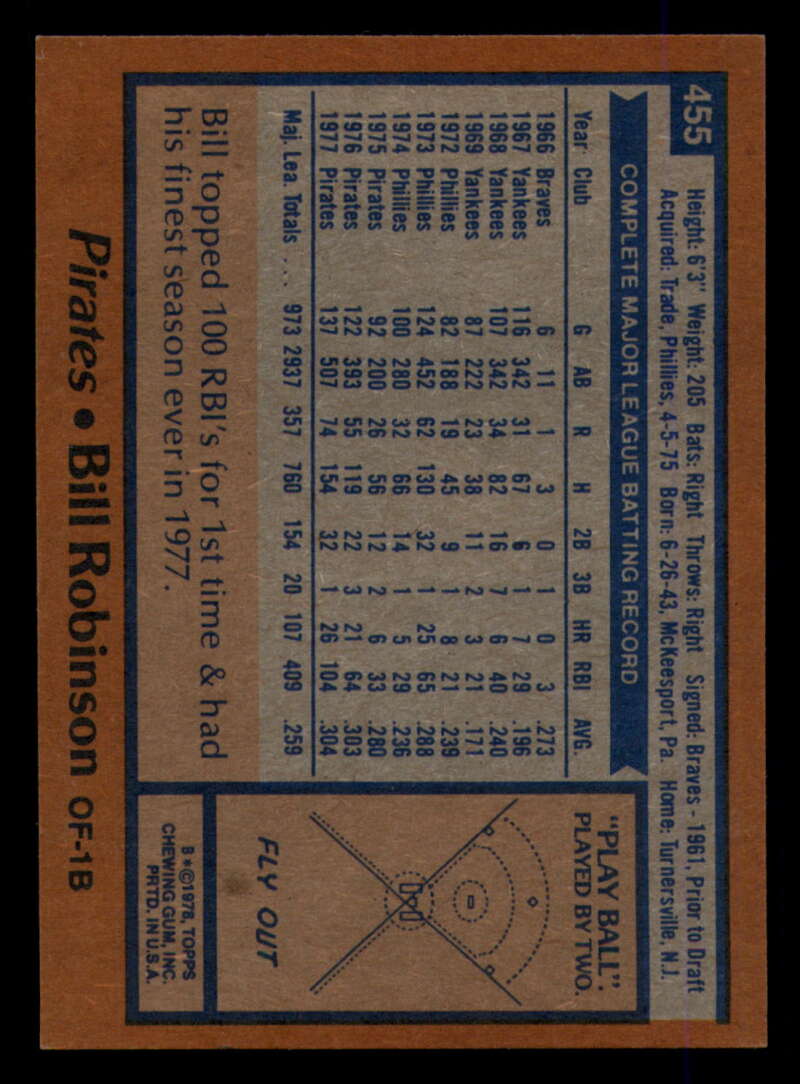 455
Height: 6'3" Weight: 205 Bats: Right Throws: Right Signed: Braves - 1961, Prior to Draft
Acquired: Trade, Phillies, 4-5-75 Born: 6-26-43, McKeesport, Pa. Home: Turnersville, N.J.
COMPLETE MAJOR LEAGUE BATTING RECORD
Year Club G AB R H 2B 3B HR RBI AVG.
1966 Braves 6 11 1 3 0 1 0 3 .273
1967 Yankees 116 342 31 67 6 1 7 29 .196
1968 Yankees 107 342 34 82 16 7 6 40 .240
1969 Yankees 87 222 23 38 11 2 3 21 .171
1972 Phillies 82 188 19 45 9 1 8 21 .239
1973 Phillies 124 452 62 130 32 1 25 65 .288
1974 Phillies 100 280 32 66 14 1 5 29 .236
1975 Pirates 92 200 26 56 12 2 6 33 .280
1976 Pirates 122 393 55 119 22 3 21 64 .303
1977 Pirates 137 507 74 154 32 1 26 104 .304
Maj. Lea. Totals ... 973 2937 357 760 154 20 107 409 .259
Bill topped 100 RBI's for 1st time & had
his finest season ever in 1977.
"PLAY BALL".
PLAYED BY TWO.
FLY OUT
B*©1978, TOPPS
CHEWING GUM, INC.
PRTD. IN U.S.A.
Pirates • Bill Robinson OF-1B